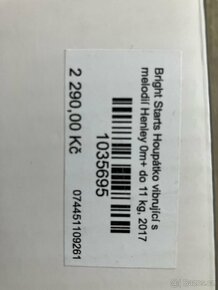 Bright Starts Houpátko vibrující s
melodií Henley 0m+ do 11 kg, 2017
1035695
2 290,00 Kč
074451109261